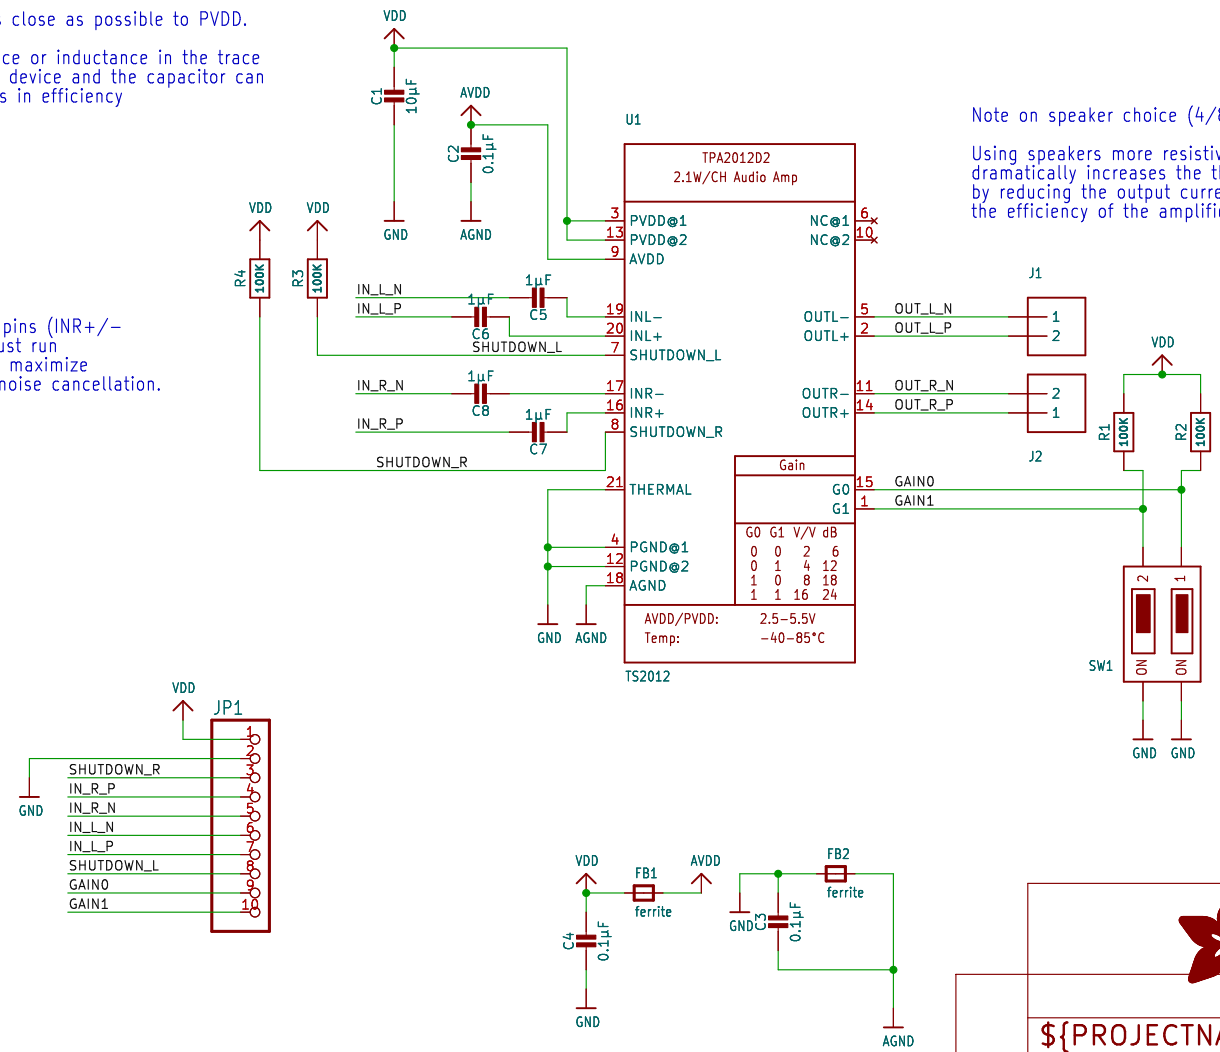 s close as possible to PVDD.
ce or inductance in the trace
device and the capacitor can
s in efficiency
VDD
C1
10µF
AVDD
C2
0.1µF
GND
AGND
U1
TPA2012D2
2.1W/CH Audio Amp
Note on speaker choice (4/8
Using speakers more resistiv
dramatically increases the th
by reducing the output curre
the efficiency of the amplifi
VDD
VDD
R4
100K
R3
100K
3 PVDD@1
13 PVDD@2
9 AVDD
NC@1 6
NC@2 10
pins (INR+/-
ust run
maximize
noise cancellation.
IN_L_N
1µF
C5
IN_L_P
1µF
C6
SHUTDOWN_L
19 INL-
20 INL+
7 SHUTDOWN_L
OUTL- 5 OUT_L_N
OUTL+ 2 OUT_L_P
J1
1
2
IN_R_N
1µF
C8
IN_R_P
1µF
C7
SHUTDOWN_R
17 INR-
16 INR+
8 SHUTDOWN_R
OUTR- 11 OUT_R_N
OUTR+ 14 OUT_R_P
2
1
J2
VDD
R1
100K
R2
100K
21 THERMAL
Gain
G0 15 GAIN0
G1 1 GAIN1
G0 G1 V/V dB
0 0 2 6
0 1 4 12
1 0 8 18
1 1 16 24
4 PGND@1
12 PGND@2
18 AGND
GND
AGND
AVDD/PVDD: 2.5-5.5V
Temp: -40-85°C
TS2012
2
1
ON
ON
SW1
GND
GND
VDD
JP1
GND
1
2
SHUTDOWN_R 3
IN_R_P 4
IN_R_N 5
IN_L_N 6
IN_L_P 7
SHUTDOWN_L 8
GAIN0 9
GAIN1 10
VDD
FB1
ferrite
AVDD
C4
0.1µF
GND
FB2
ferrite
GND
C3
0.1µF
AGND
${PROJECTNA